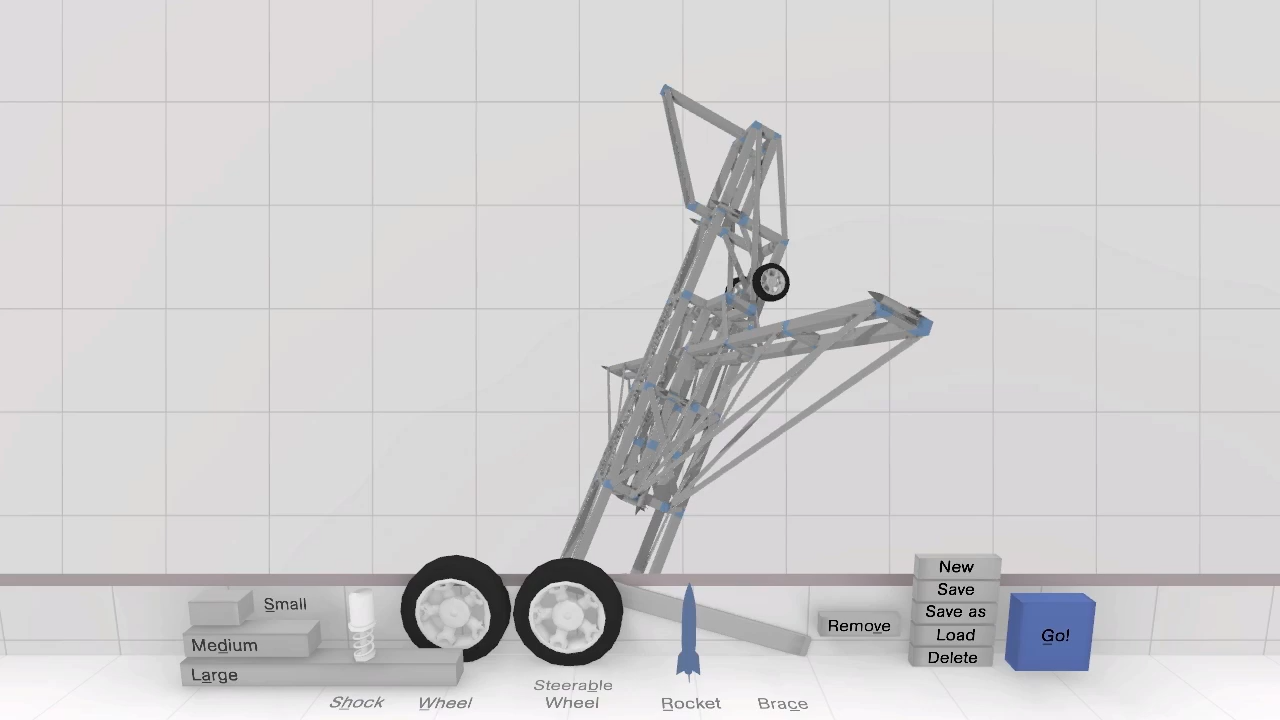 Small
Medium
Large
Shock
Wheel
Steerable
Wheel
Rocket
Brace
Remove
New
Save
Save as
Load
Delete
Go!